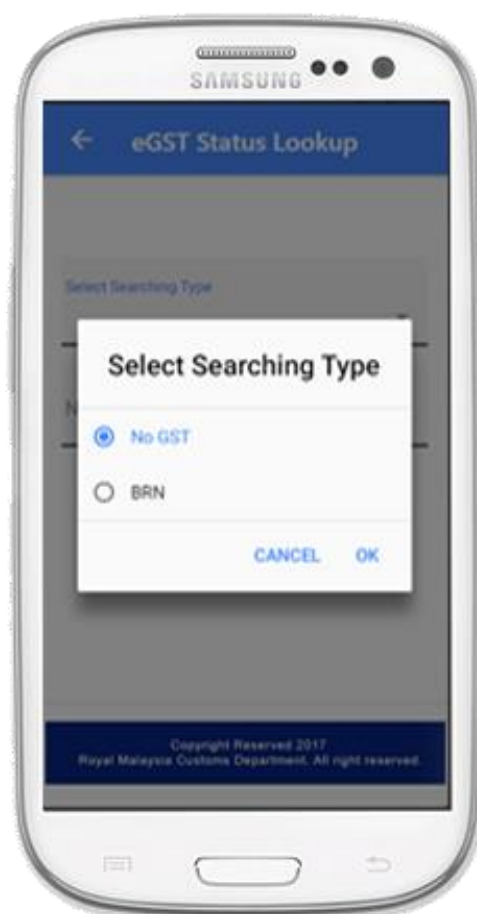 SAMSUNG
eGST Status Lookup
Select Searching Type
Select Searching Type
N
No GST
BRN
CANCEL OK
Copyright Reserved 2017
Royal Malaysia Customs Department. All right reserved.